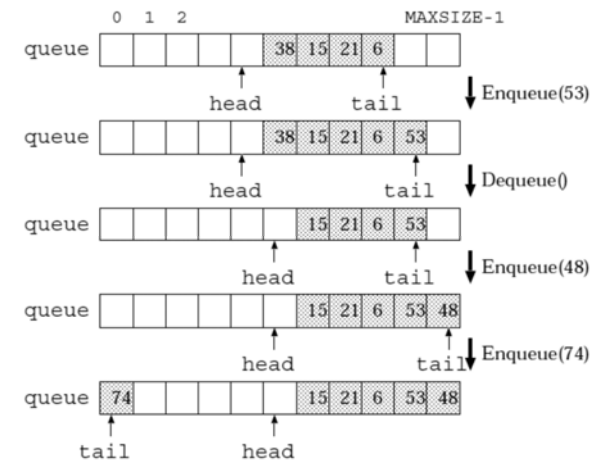 0 1 2 MAXSIZE-1
queue 38 15 21 6
head tail
Enqueue(53)
queue 38 15 21 6 53
head tail
Dequeue()
queue 15 21 6 53
head tail
Enqueue(48)
queue 15 21 6 53 48
head tail
Enqueue(74)
queue 74 15 21 6 53 48
tail head